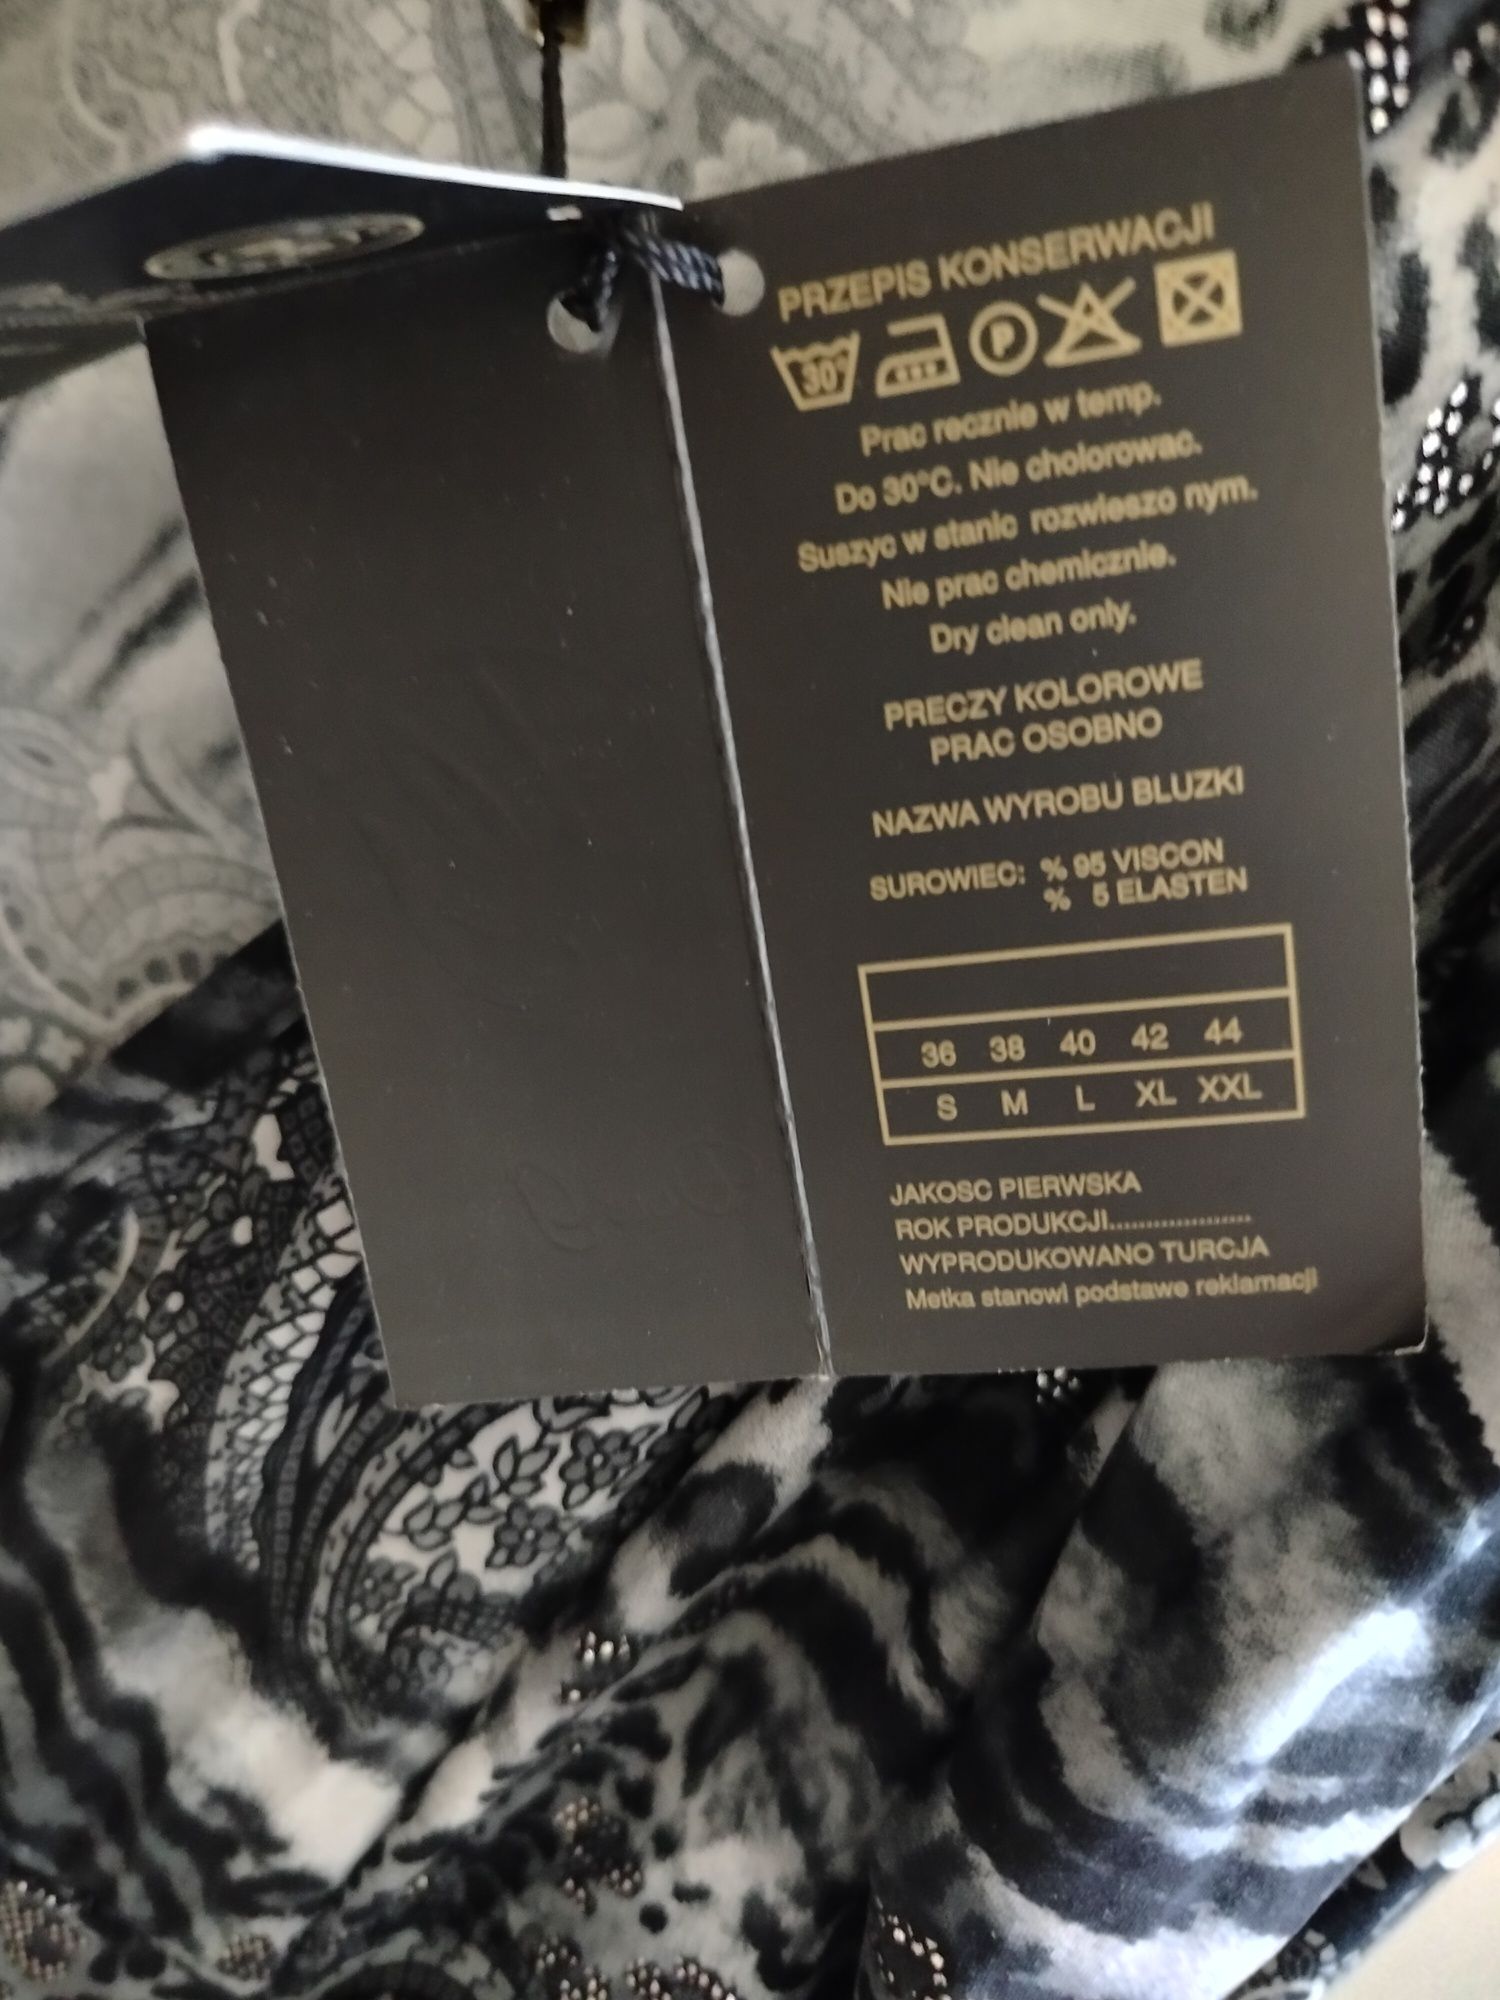 PRZEPIS KONSERWACJI
30°
P
Prac recznie w temp.
Do 30°C. Nie cholorowac.
Suszyc w stanic rozwieszo nym.
Nie prac chemicznie.
Dry clean only.
PRECZY KOLOROWE
PRAC OSOBNO
NAZWA WYROBU BLUZKI
SUROWIEC: % 95 VISCON
% 5 ELASTEN
36 38 40 42 44
S M L XL XXL
JAKOSC PIERWSKA
ROK PRODUKCJI....................
WYPRODUKOWANO TURCJA
Metka stanowi podstawe reklamacji